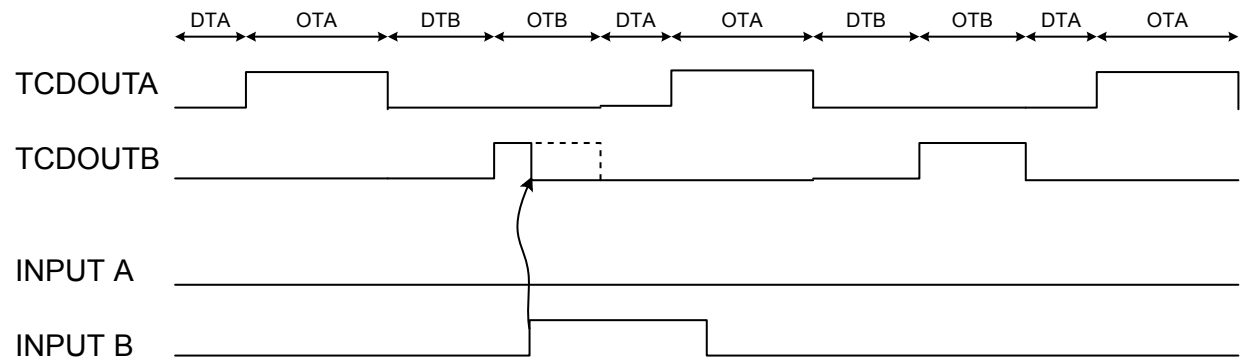 DTA OTA DTB OTB DTA OTA DTB OTB DTA OTA
TCDOUTA
TCDOUTB
INPUT A
INPUT B